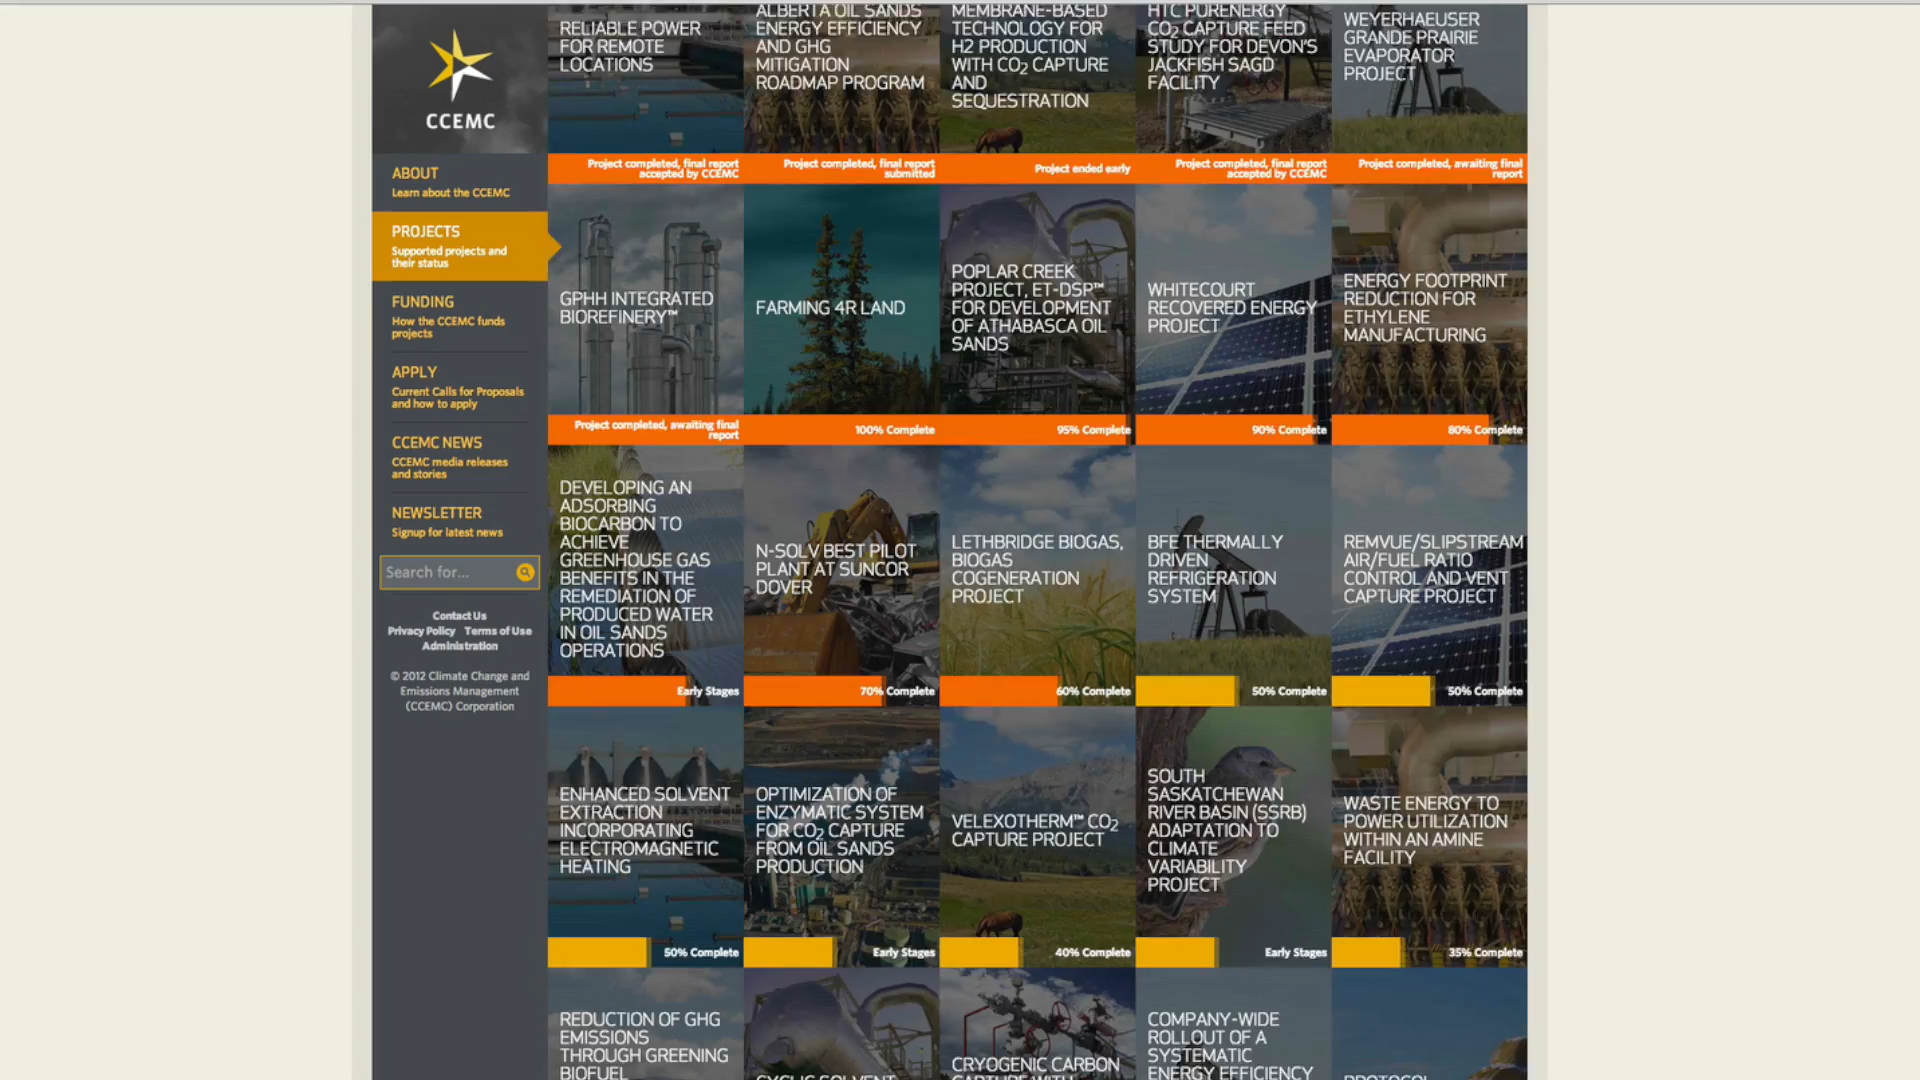 CCEMC
ABOUT
Learn about the CCEMC
PROJECTS
Supported projects and
their status
FUNDING
How the CCEMC funds
projects
APPLY
Current Calls for Proposals
and how to apply
CCEMC NEWS
CCEMC media releases
and stories
NEWSLETTER
Signup for latest news
Search for...
Contact Us
Privacy Policy Terms of Use
Administration
© 2012 Climate Change and
Emissions Management
(CCEMC) Corporation
RELIABLE POWER
FOR REMOTE
LOCATIONS
Project completed, final report
accepted by CCEMC
ALBERTA OIL SANDS
ENERGY EFFICIENCY
AND GHG
MITIGATION
ROADMAP PROGRAM
Project completed, final report
submitted
MEMBRANE-BASED
TECHNOLOGY FOR
H2 PRODUCTION
WITH CO2 CAPTURE
AND
SEQUESTRATION
Project ended early
HTC PURENERGY
CO2 CAPTURE FEED
STUDY FOR DEVON'S
JACKFISH SAGD
FACILITY
Project completed, final report
accepted by CCEMC
WEYERHAEUSER
GRANDE PRAIRIE
EVAPORATOR
PROJECT
Project completed, awaiting final
report
GPHH INTEGRATED
BIOREFINERY™
Project completed, awaiting final
report
FARMING 4R LAND
100% Complete
POPLAR CREEK
PROJECT, ET-DSP™
FOR DEVELOPMENT
OF ATHABASCA OIL
SANDS
95% Complete
WHITECOURT
RECOVERED ENERGY
PROJECT
90% Complete
ENERGY FOOTPRINT
REDUCTION FOR
ETHYLENE
MANUFACTURING
80% Complete
DEVELOPING AN
ADSORBING
BIOCARBON TO
ACHIEVE
GREENHOUSE GAS
BENEFITS IN THE
REMEDIATION OF
PRODUCED WATER
IN OIL SANDS
OPERATIONS
Early Stages
N-SOLV BEST PILOT
PLANT AT SUNCOR
DOVER
70% Complete
LETHBRIDGE BIOGAS,
BIOGAS
COGENERATION
PROJECT
60% Complete
BFE THERMALLY
DRIVEN
REFRIGERATION
SYSTEM
50% Complete
REMVUE/SLIPSTREAM
AIR/FUEL RATIO
CONTROL AND VENT
CAPTURE PROJECT
50% Complete
ENHANCED SOLVENT
EXTRACTION
INCORPORATING
ELECTROMAGNETIC
HEATING
50% Complete
OPTIMIZATION OF
ENZYMATIC SYSTEM
FOR CO2 CAPTURE
FROM OIL SANDS
PRODUCTION
Early Stages
VELEXOTHERM™ CO2
CAPTURE PROJECT
40% Complete
SOUTH
SASKATCHEWAN
RIVER BASIN (SSRB)
ADAPTATION TO
CLIMATE
VARIABILITY
PROJECT
Early Stages
WASTE ENERGY TO
POWER UTILIZATION
WITHIN AN AMINE
FACILITY
35% Complete
REDUCTION OF GHG
EMISSIONS
THROUGH GREENING
BIOFUEL
CYCLIC SOLVENT
CRYOGENIC CARBON
CAPTURE WITH
COMPANY-WIDE
ROLLOUT OF A
SYSTEMATIC
ENERGY EFFICIENCY
PROTOCOL